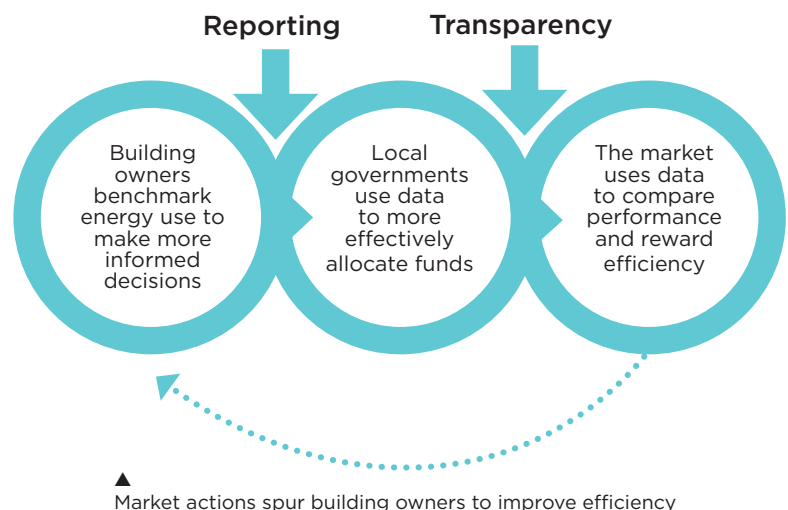 Reporting
Transparency
Building
owners
benchmark
energy use to
make more
informed
decisions
Local
governments
use data
to more
effectively
allocate funds
The market
uses data
to compare
performance
and reward
efficiency
Market actions spur building owners to improve efficiency